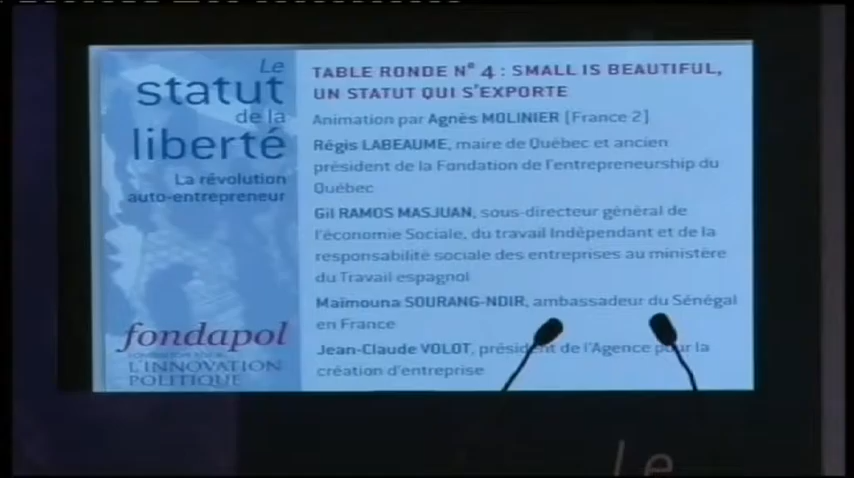 Le
statut
de la
liberté
La révolution
auto-entrepreneur
fondapol
L'INNOVATION
POLITIQUE
TABLE RONDE N° 4 : SMALL IS BEAUTIFUL,
UN STATUT QUI S'EXPORTE
Animation par Agnès MOLINIER [France 2]
Régis LABEAUME, maire de Québec et ancien
président de la Fondation de l'entrepreneurship du
Québec
Gil RAMOS MASJUAN, sous-directeur général de
l'économie Sociale, du travail Indépendant et de la
responsabilité sociale des entreprises au ministère
du Travail espagnol
Maïmouna SOURANG-NDIR, ambassadeur du Sénégal
en France
Jean-Claude VOLOT, président de l'Agence pour la
création d'entreprise
Le